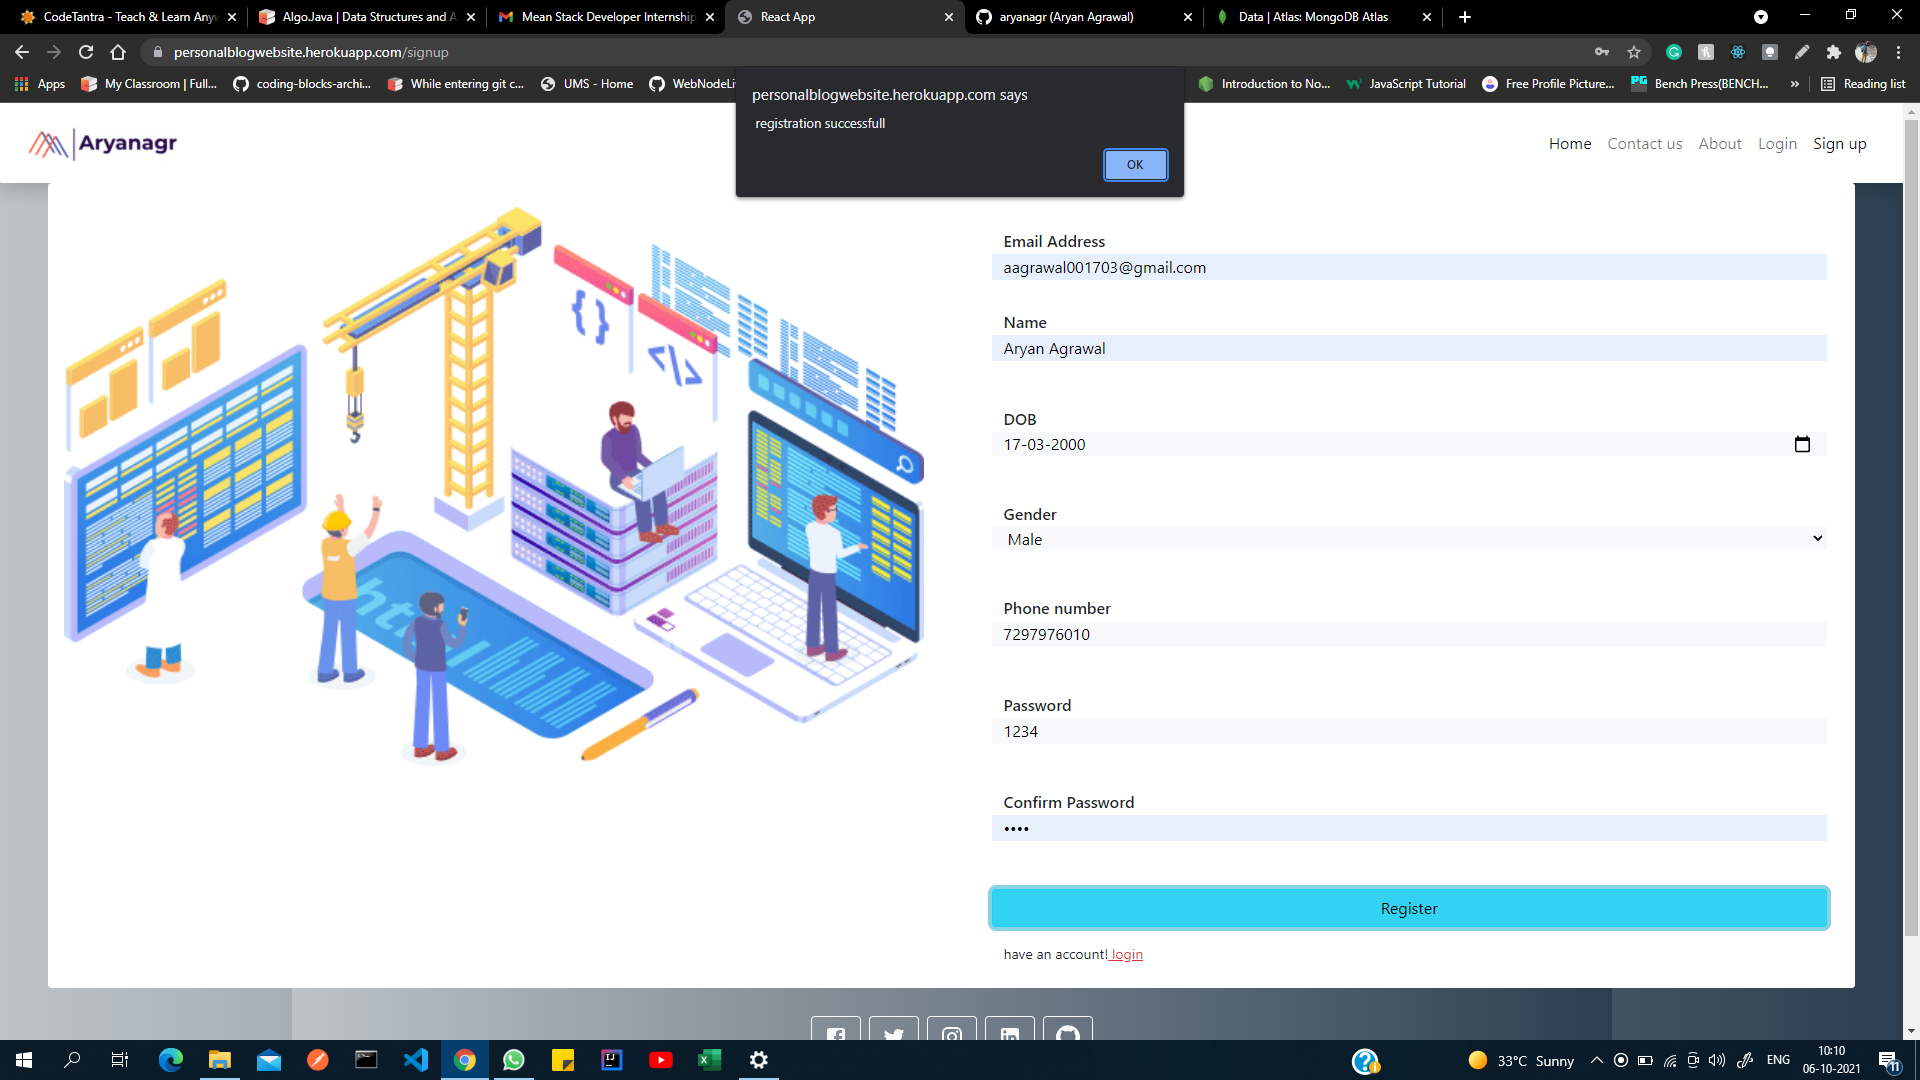 CodeTantra - Teach & Learn Any
AlgoJava | Data Structures and A
Mean Stack Developer Internship
React App
aryanagr (Aryan Agrawal)
Data | Atlas: MongoDB Atlas
personalblogwebsite.herokuapp.com/signup
Apps
My Classroom | Full...
coding-blocks-archi...
While entering git c...
UMS - Home
WebNodeLi
Introduction to No...
JavaScript Tutorial
Free Profile Picture...
PG
Bench Press(BENCH...
»
Reading list
personalblogwebsite.herokuapp.com says
registration successfull
OK
Aryanagr
Home
Contact us
About
Login
Sign up
{}
</>
html
Email Address
aagrawal001703@gmail.com
Name
Aryan Agrawal
DOB
17-03-2000
Gender
Male
Phone number
7297976010
Password
1234
Confirm Password
••••
Register
have an account! login
33°C Sunny
ENG
10:10
06-10-2021
11